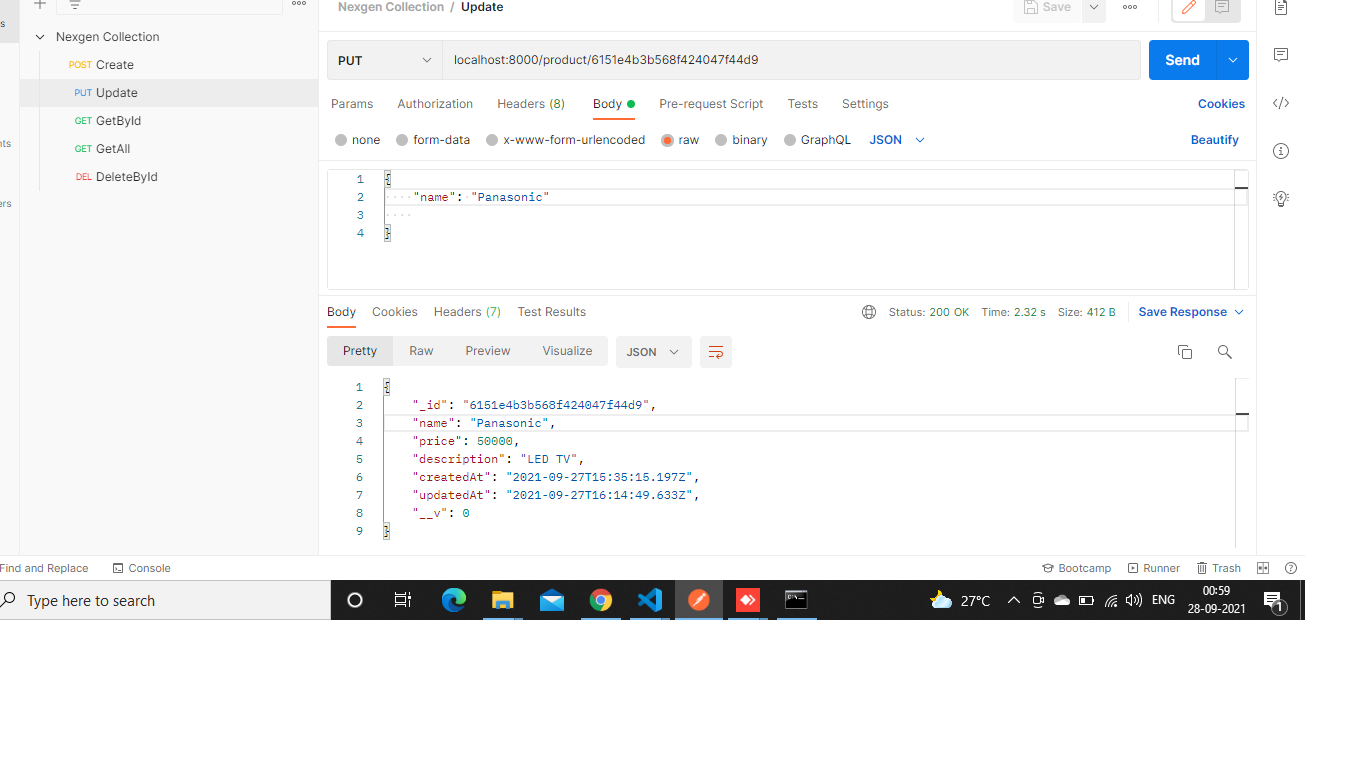 Nexgen Collection / Update
Save
s
Nexgen Collection
POST Create
PUT Update
GET GetById
GET GetAll
DEL DeleteById
nts
ers
PUT
localhost:8000/product/6151e4b3b568f424047f44d9
Send
Params Authorization Headers (8) Body Pre-request Script Tests Settings Cookies
none form-data x-www-form-urlencoded raw binary GraphQL JSON Beautify
1 {
2 "name": "Panasonic"
3
4 }
Body Cookies Headers (7) Test Results Status: 200 OK Time: 2.32 s Size: 412 B Save Response
Pretty Raw Preview Visualize JSON
1 {
2 "_id": "6151e4b3b568f424047f44d9",
3 "name": "Panasonic",
4 "price": 50000,
5 "description": "LED TV",
6 "createdAt": "2021-09-27T15:35:15.197Z",
7 "updatedAt": "2021-09-27T16:14:49.633Z",
8 "__v": 0
9 }
Find and Replace Console Bootcamp Runner Trash
Type here to search 27°C ENG 00:59
28-09-2021
1